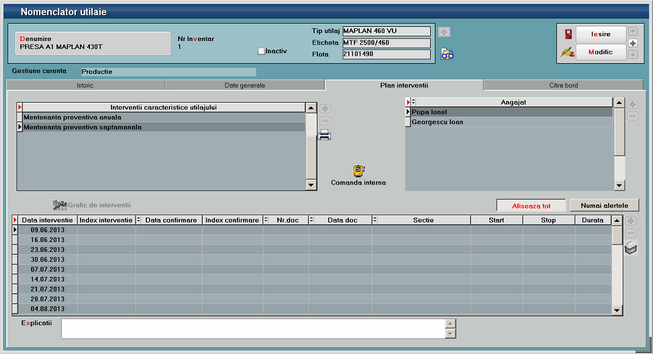 Nomenclator utilaje
Denumire
PRESA A1 MAPLAN 430T
Nr Inventar
1
Inactiv
Tip utilaj MAPLAN 460 VU
Eticheta MTF 2500/460
Flota 21101490
Iesire
Modific
Gestiune curenta Productie
Istoric Date generale Plan interventii Citire bord
Interventii caracteristice utilajului
Mentenanta preventiva anuala
Mentenanta preventiva saptamanala
Comanda interna
Angajat
Popa Ionel
Georgescu Ioan
Grafic de interventii
Afiseaza tot Numai alertele
Data interventie Index interventie Data confirmare Index confirmare Nr.doc Data doc Sectie Start Stop Durata
09.06.2013
16.06.2013
23.06.2013
30.06.2013
07.07.2013
14.07.2013
21.07.2013
28.07.2013
04.08.2013
Explicatii